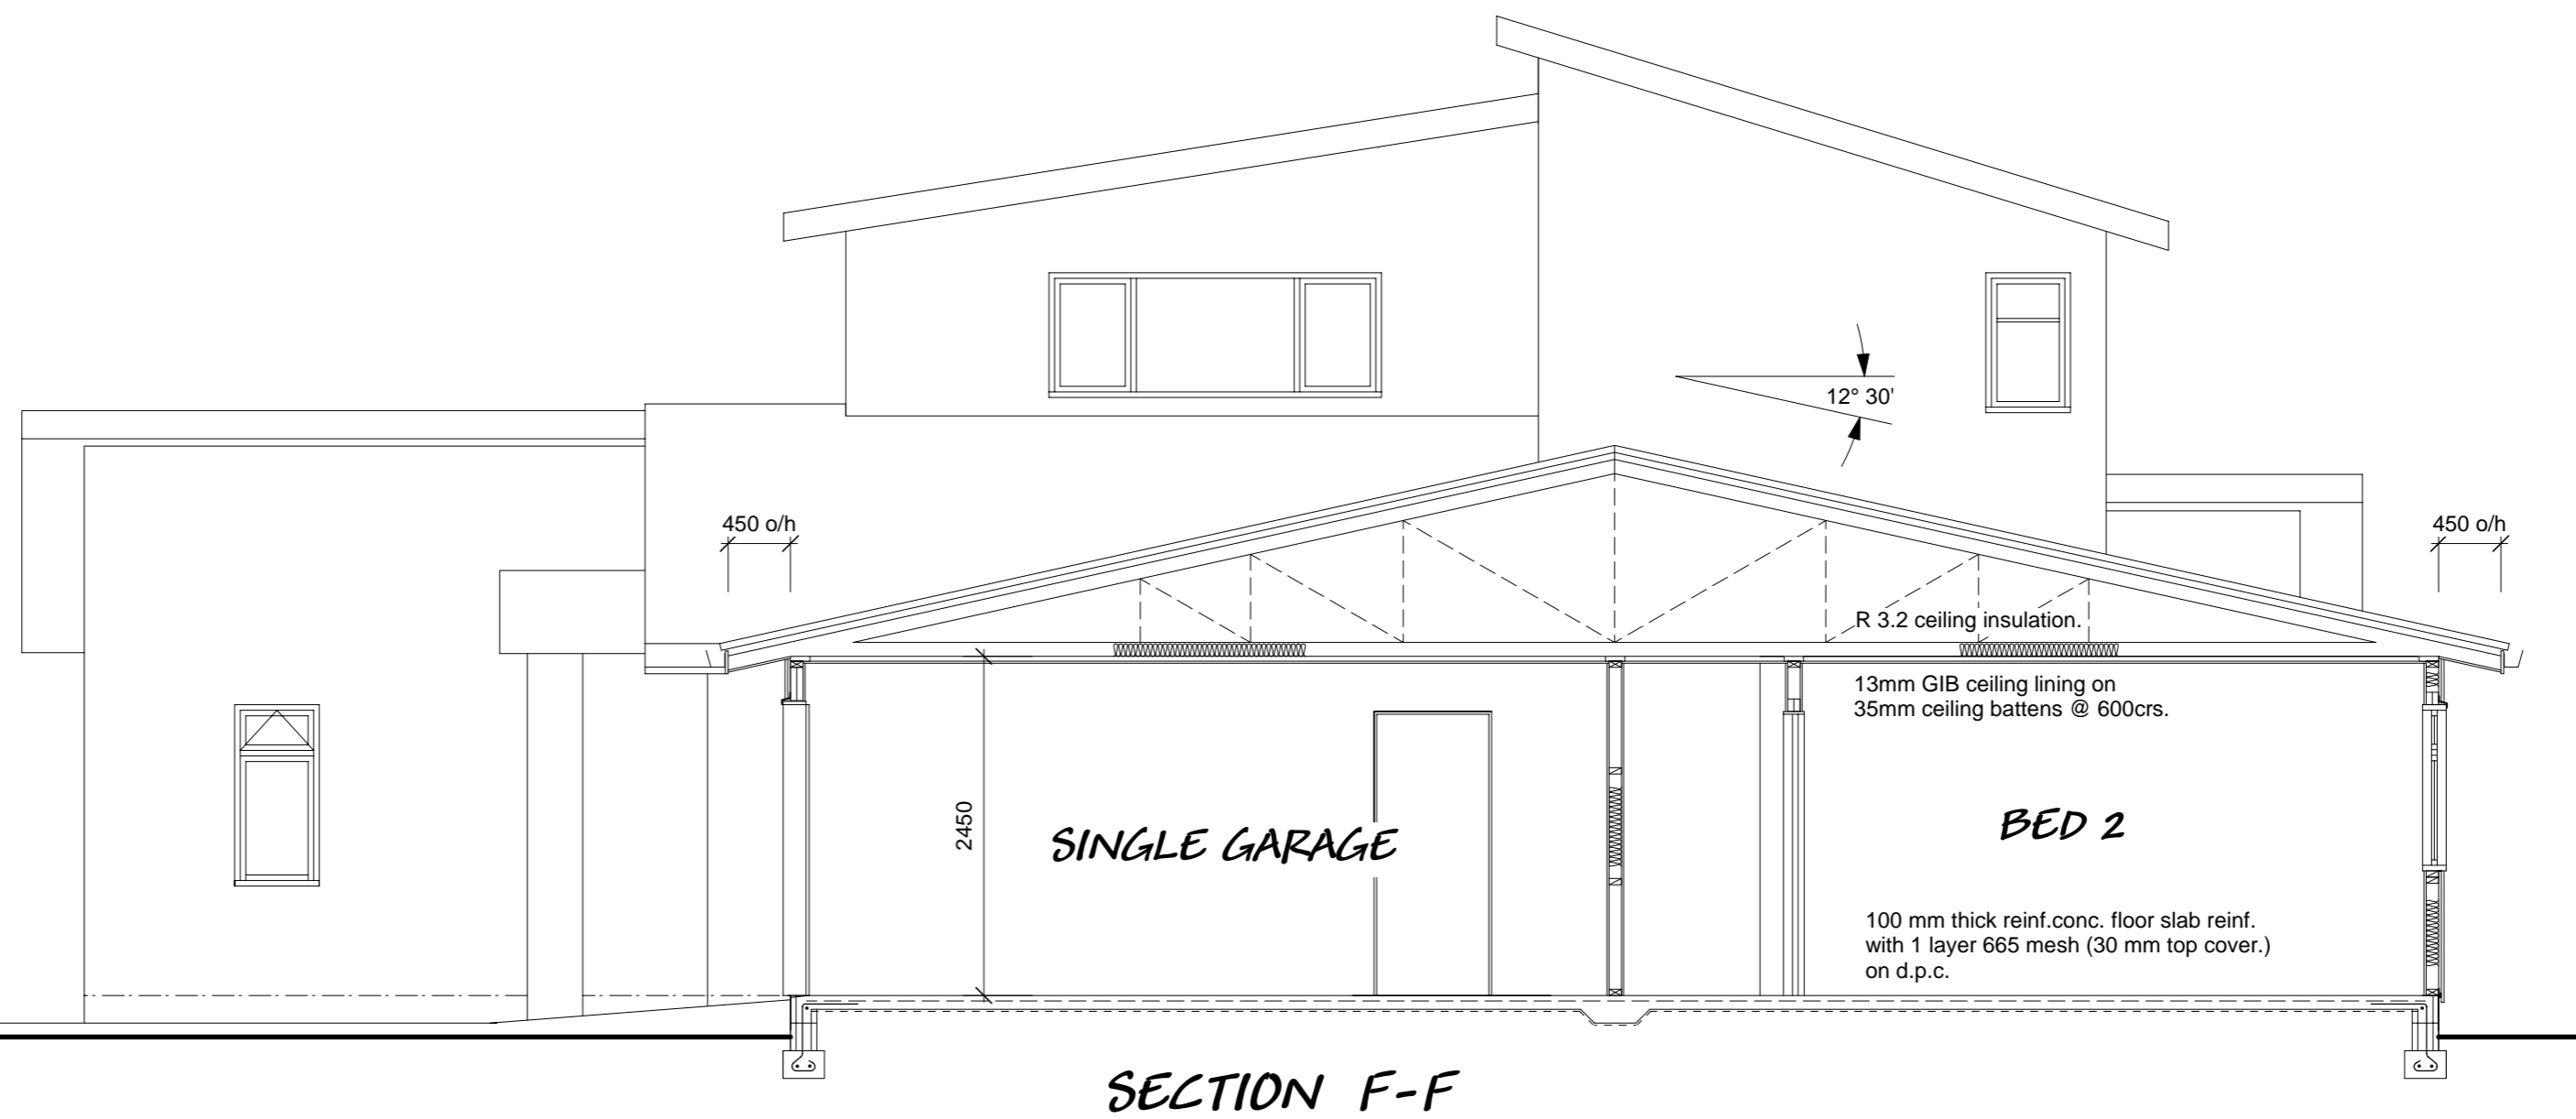 12° 30'
450 o/h
450 o/h
R 3.2 ceiling insulation.
13mm GIB ceiling lining on
35mm ceiling battens @ 600crs.
2450
SINGLE GARAGE
BED 2
100 mm thick reinf.conc. floor slab reinf.
with 1 layer 665 mesh (30 mm top cover.)
on d.p.c.
SECTION F-F